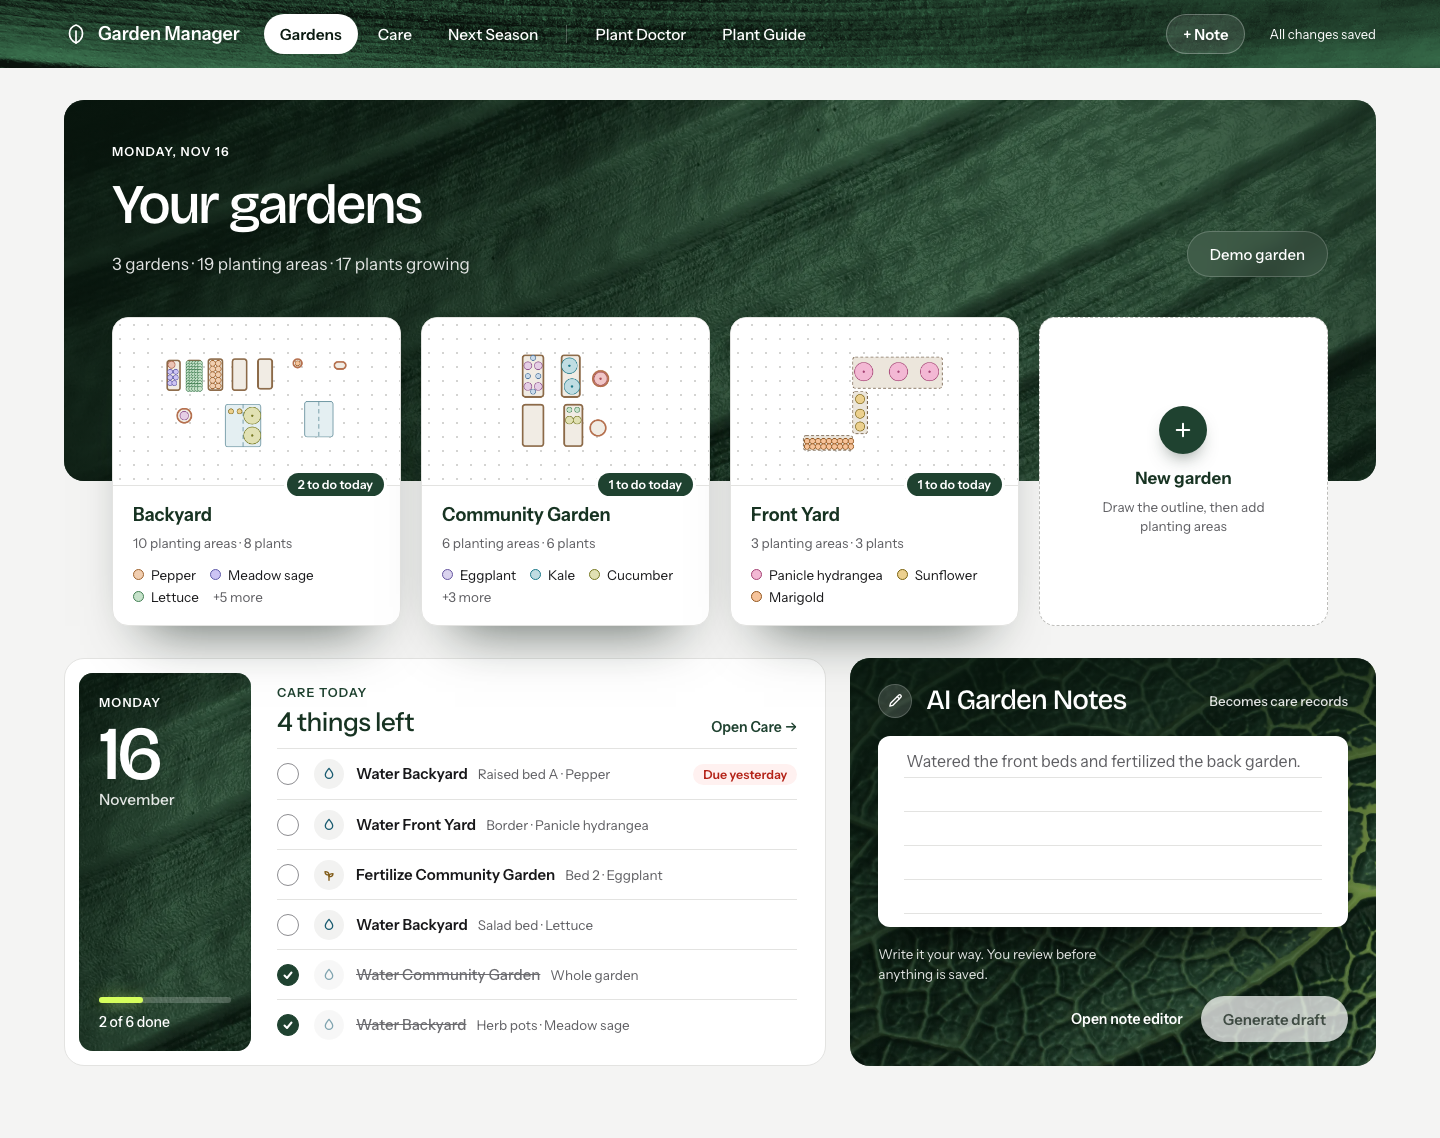 Garden Manager
Gardens
Care
Next Season
Plant Doctor
Plant Guide
+ Note
All changes saved
MONDAY, NOV 16
Your gardens
3 gardens · 19 planting areas · 17 plants growing
Demo garden
2 to do today
Backyard
10 planting areas · 8 plants
Pepper
Meadow sage
Lettuce
+5 more
1 to do today
Community Garden
6 planting areas · 6 plants
Eggplant
Kale
Cucumber
+3 more
1 to do today
Front Yard
3 planting areas · 3 plants
Panicle hydrangea
Sunflower
Marigold
New garden
Draw the outline, then add
planting areas
MONDAY
16
November
2 of 6 done
CARE TODAY
4 things left
Open Care →
Water Backyard Raised bed A · Pepper
Due yesterday
Water Front Yard Border · Panicle hydrangea
Fertilize Community Garden Bed 2 · Eggplant
Water Backyard Salad bed · Lettuce
Water Community Garden Whole garden
Water Backyard Herb pots · Meadow sage
AI Garden Notes
Becomes care records
Watered the front beds and fertilized the back garden.
Write it your way. You review before
anything is saved.
Open note editor
Generate draft